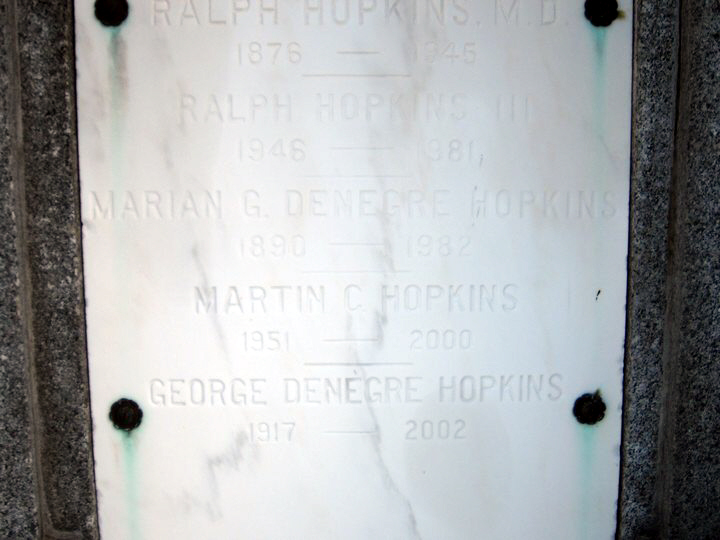 RALPH HOPKINS, M.D.
1876 — 1945
RALPH HOPKINS III
1946 — 1981
MARIAN G. DENEGRE HOPKINS
1890 — 1982
MARTIN C. HOPKINS
1951 — 2000
GEORGE DENÈGRE HOPKINS
1917 — 2002